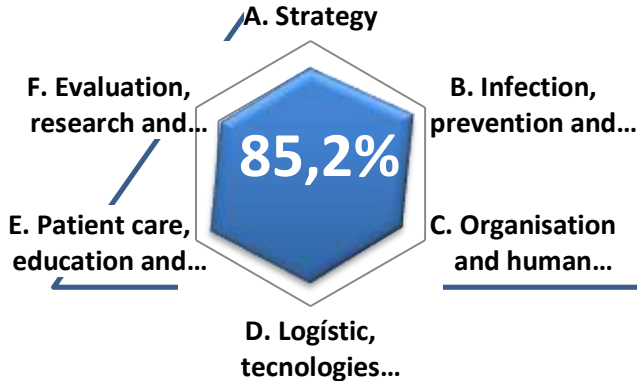 A. Strategy
F. Evaluation,
research and…
B. Infection,
prevention and…
85,2%
E. Patient care,
education and…
C. Organisation
and human…
D. Logístic,
tecnologies…